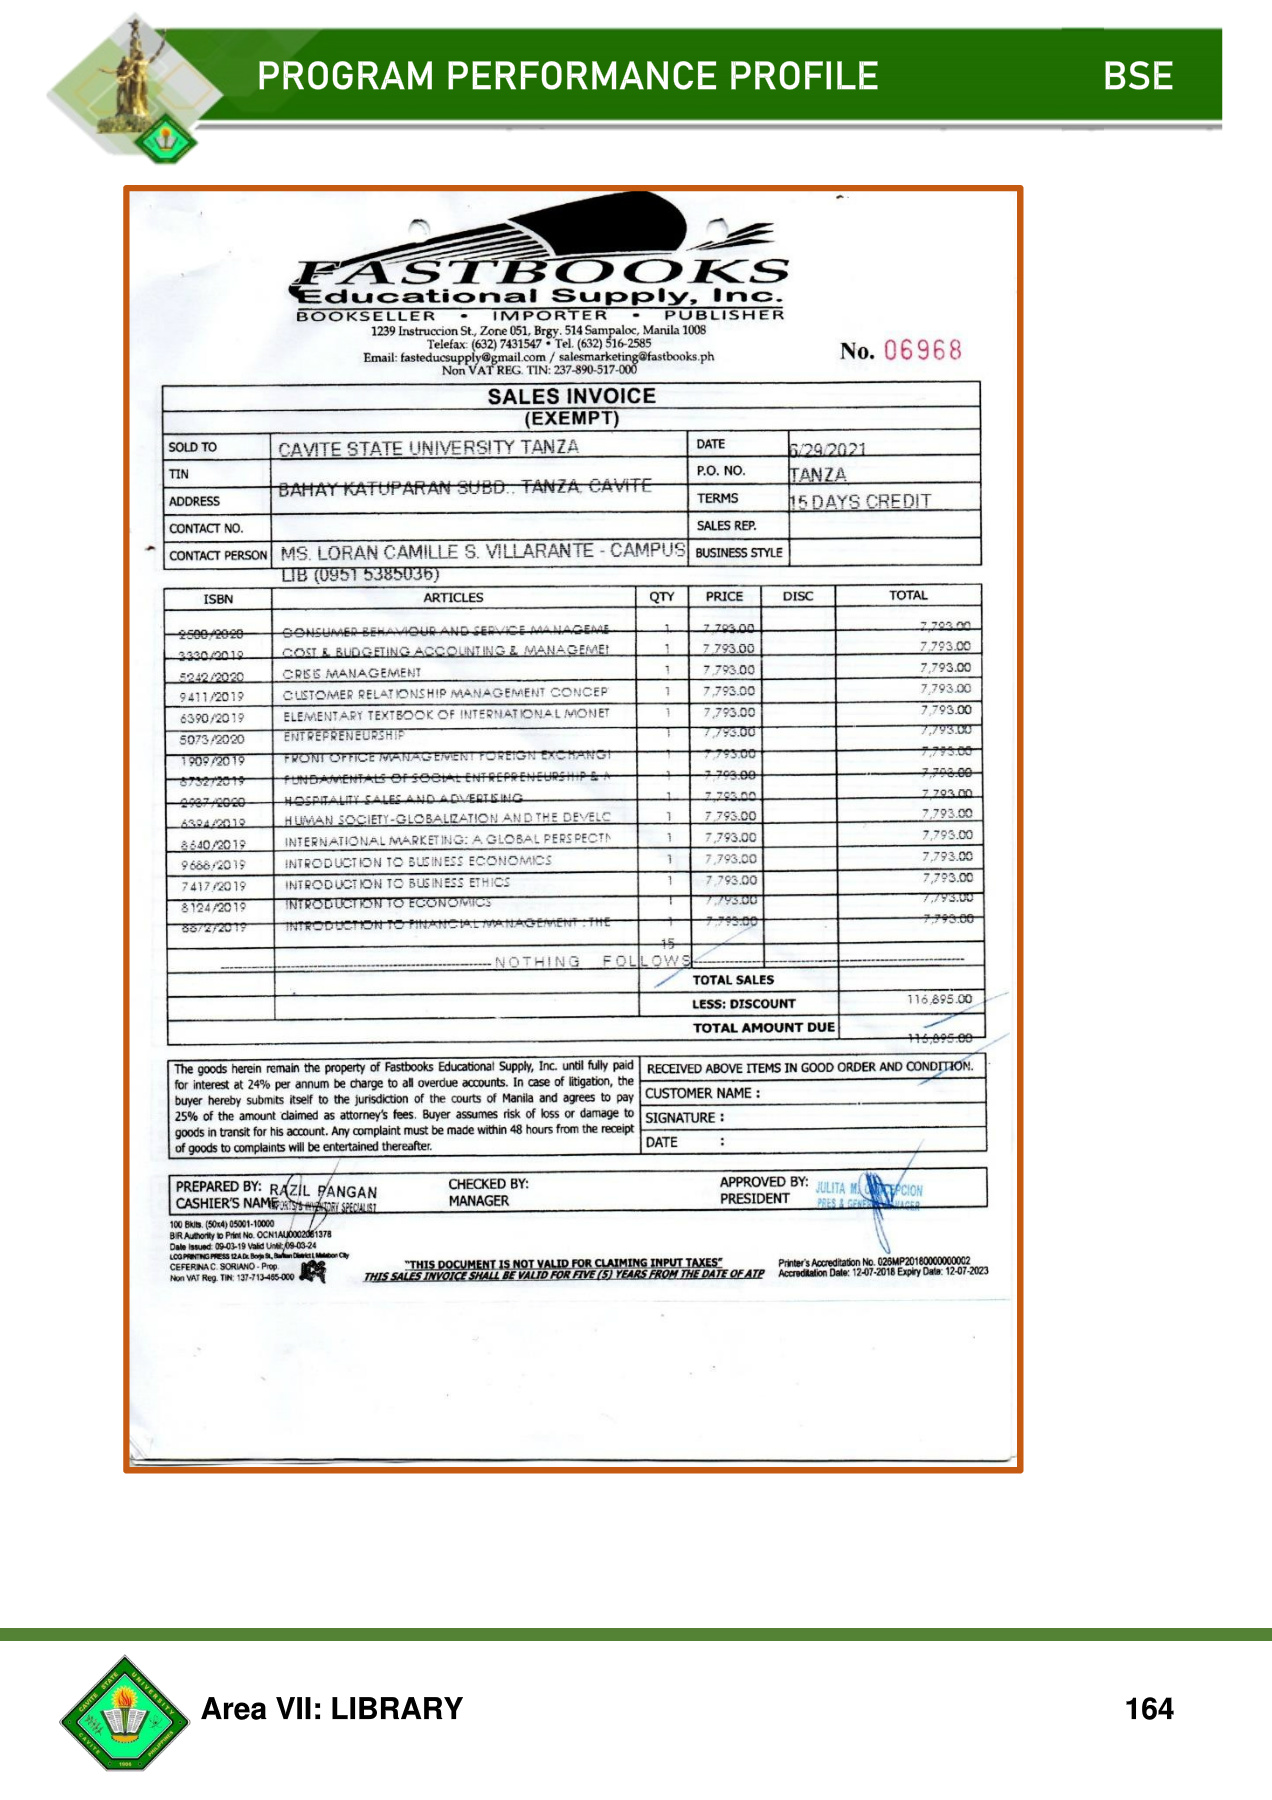 PROGRAM PERFORMANCE PROFILE BSE
FASTBOOKS
Educational Supply, Inc.
BOOKSELLER • IMPORTER • PUBLISHER
1239 Instruccion St., Zone 051, Brgy. 514 Sampaloc, Manila 1008
Telefax: (632) 7431547 • Tel. (632) 516-2585
Email: fasteducsupply@gmail.com / salesmarketing@fastbooks.ph
Non VAT REG. TIN: 237-890-517-000
No. 06968
SALES INVOICE
(EXEMPT)
SOLD TO CAVITE STATE UNIVERSITY TANZA DATE 6/29/2021
TIN P.O. NO. TANZA
ADDRESS BAHAY KATUPARAN SUBD., TANZA, CAVITE TERMS 15 DAYS CREDIT
CONTACT NO. SALES REP.
CONTACT PERSON MS. LORAN CAMILLE S. VILLARANTE - CAMPUS BUSINESS STYLE
LIB (0951 5385036)
ISBN ARTICLES QTY PRICE DISC TOTAL
2500/2020 CONSUMER BEHAVIOUR AND SERVICE MANAGEME 1 7,793.00 7,793.00
3330/2019 COST & BUDGETING ACCOUNTING & MANAGEMEN 1 7,793.00 7,793.00
5242/2020 CRISIS MANAGEMENT 1 7,793.00 7,793.00
9411/2019 CUSTOMER RELATIONSHIP MANAGEMENT CONCEP 1 7,793.00 7,793.00
6390/2019 ELEMENTARY TEXTBOOK OF INTERNATIONAL MONET 1 7,793.00 7,793.00
5073/2020 ENTREPRENEURSHIP 1 7,793.00 7,793.00
1909/2019 FRONT OFFICE MANAGEMENT FOREIGN EXCHANGE 1 7,793.00 7,793.00
8732/2019 FUNDAMENTALS OF SOCIAL ENTREPRENEURSHIP & 1 7,793.00 7,793.00
2987/2020 HOSPITALITY SALES AND ADVERTISING 1 7,793.00 7,793.00
6394/2019 HUMAN SOCIETY-GLOBALIZATION AND THE DEVELC 1 7,793.00 7,793.00
8640/2019 INTERNATIONAL MARKETING: A GLOBAL PERSPECTI 1 7,793.00 7,793.00
9688/2019 INTRODUCTION TO BUSINESS ECONOMICS 1 7,793.00 7,793.00
7417/2019 INTRODUCTION TO BUSINESS ETHICS 1 7,793.00 7,793.00
8124/2019 INTRODUCTION TO ECONOMICS 1 7,793.00 7,793.00
8872/2019 INTRODUCTION TO FINANCIAL MANAGEMENT : THE 1 7,793.00 7,793.00
15
NOTHING FOLLOWS
TOTAL SALES
LESS: DISCOUNT 116,895.00
TOTAL AMOUNT DUE 116,895.00
The goods herein remain the property of Fastbooks Educational Supply, Inc. until fully paid
for interest at 24% per annum be charge to all overdue accounts. In case of litigation, the
buyer hereby submits itself to the jurisdiction of the courts of Manila and agrees to pay
25% of the amount claimed as attorney's fees. Buyer assumes risk of loss or damage to
goods in transit for his account. Any complaint must be made within 48 hours from the receipt
of goods to complaints will be entertained thereafter.
RECEIVED ABOVE ITEMS IN GOOD ORDER AND CONDITION.
CUSTOMER NAME :
SIGNATURE :
DATE :
PREPARED BY: RAZIL PANGAN CHECKED BY: APPROVED BY: JULITA M. CONCEPCION
CASHIER'S NAME MANAGER PRESIDENT PRES & GENERAL MANAGER
100 Bklts. (50x4) 05001-10000
BIR Authority to Print No. OCN1AU0002061378
Date Issued: 09-03-19 Valid Until: 09-03-24
CEFERINA C. SORIANO - Prop.
Non VAT Reg. TIN: 137-713-465-000
"THIS DOCUMENT IS NOT VALID FOR CLAIMING INPUT TAXES"
THIS SALES INVOICE SHALL BE VALID FOR FIVE (5) YEARS FROM THE DATE OF ATP
Printer's Accreditation No. 026MP20180000000002
Accreditation Date: 12-07-2018 Expiry Date: 12-07-2023
CAVITE STATE UNIVERSITY
CAVITE PHILIPPINES
1906
Area VII: LIBRARY 164